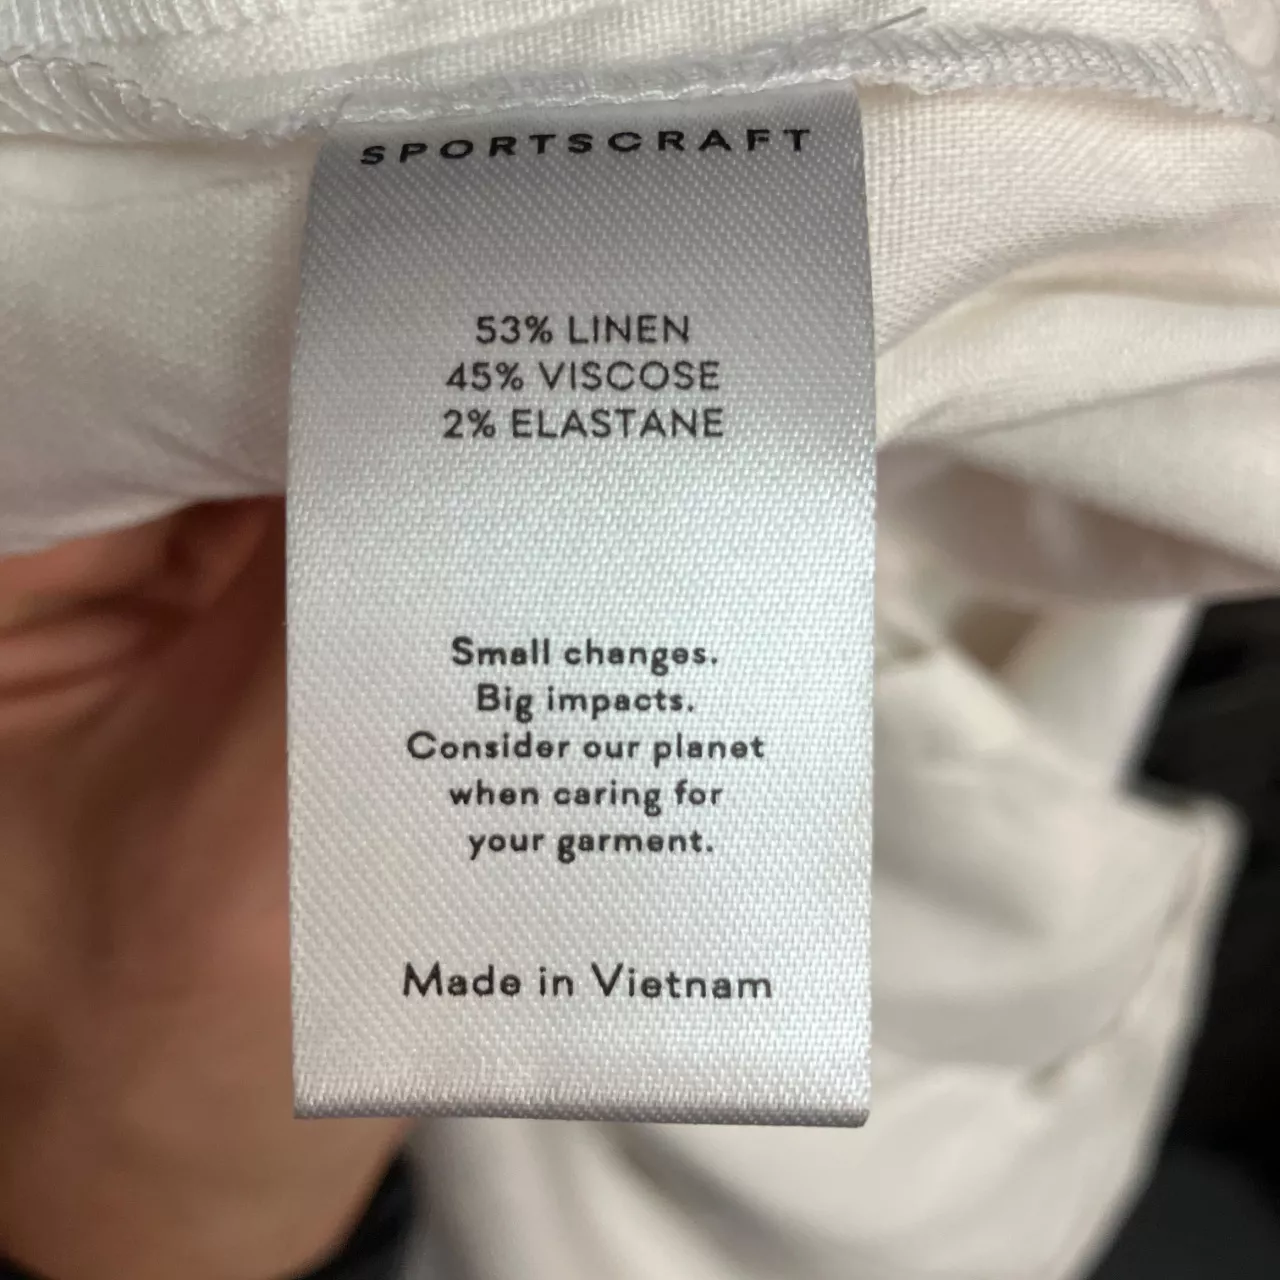 SPORTSCRAFT
53% LINEN
45% VISCOSE
2% ELASTANE
Small changes.
Big impacts.
Consider our planet
when caring for
your garment.
Made in Vietnam